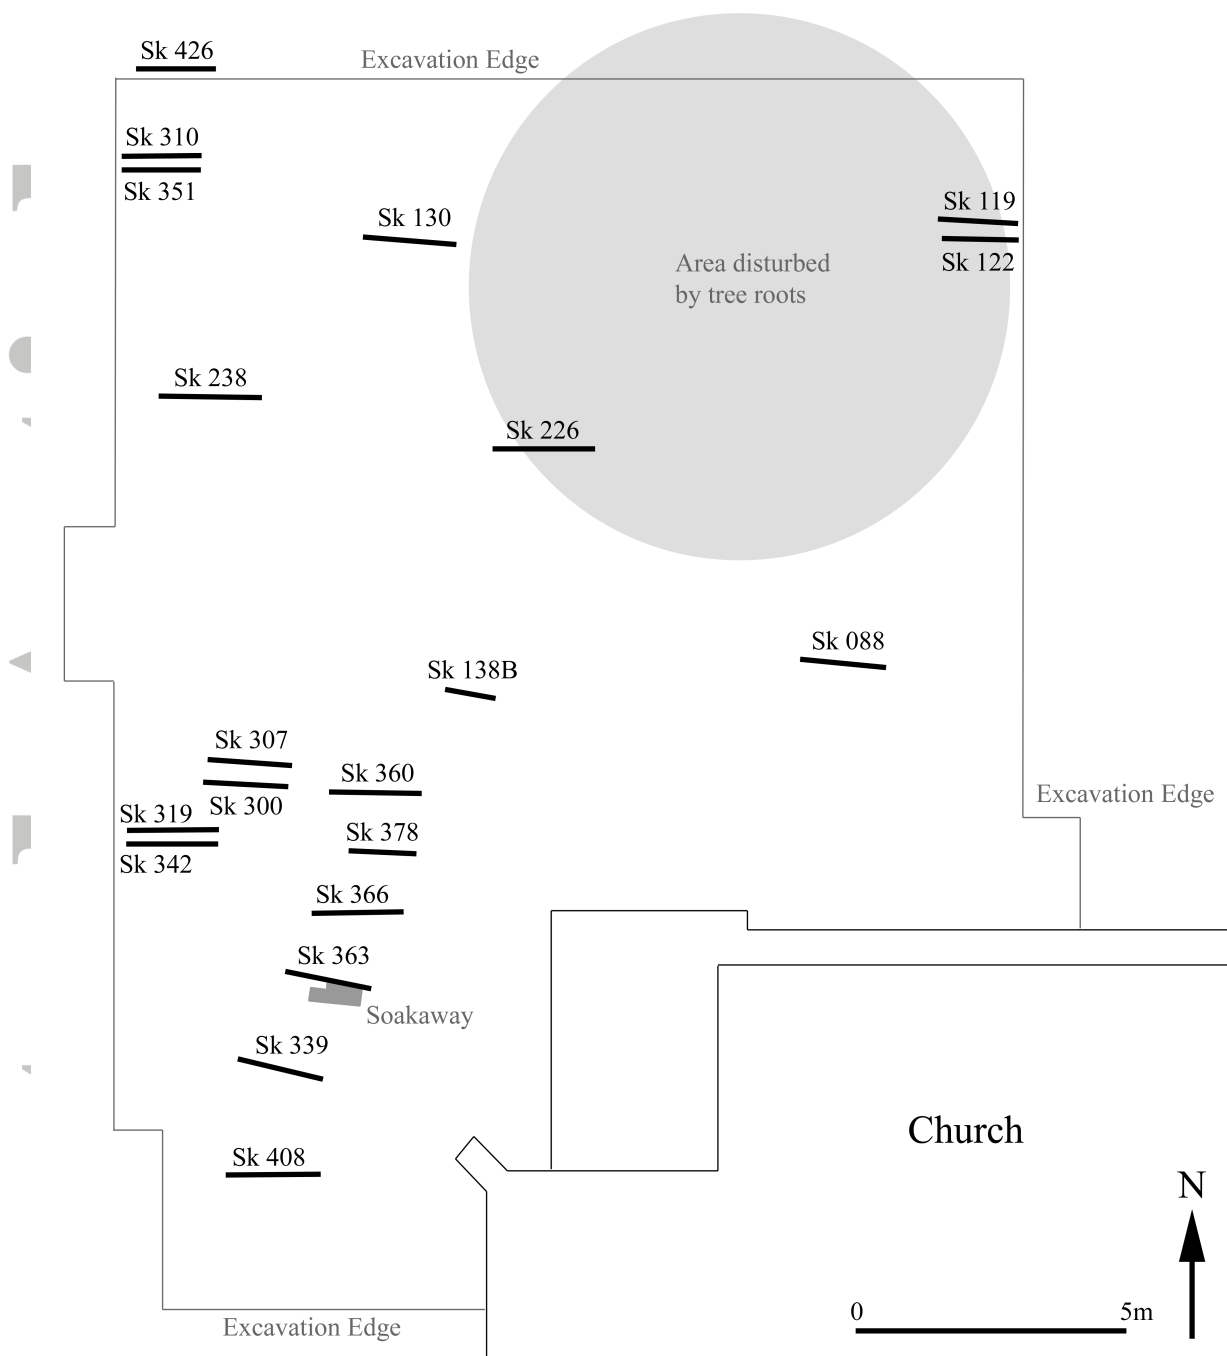 Sk 426
Excavation Edge
Sk 310
Sk 351
Sk 130
Sk 119
Sk 122
Area disturbed
by tree roots
Sk 238
Sk 226
Sk 088
Sk 138B
Sk 307
Sk 360
Excavation Edge
Sk 300
Sk 319
Sk 378
Sk 342
Sk 366
Sk 363
Soakaway
Sk 339
Church
Sk 408
N
0 5m
Excavation Edge